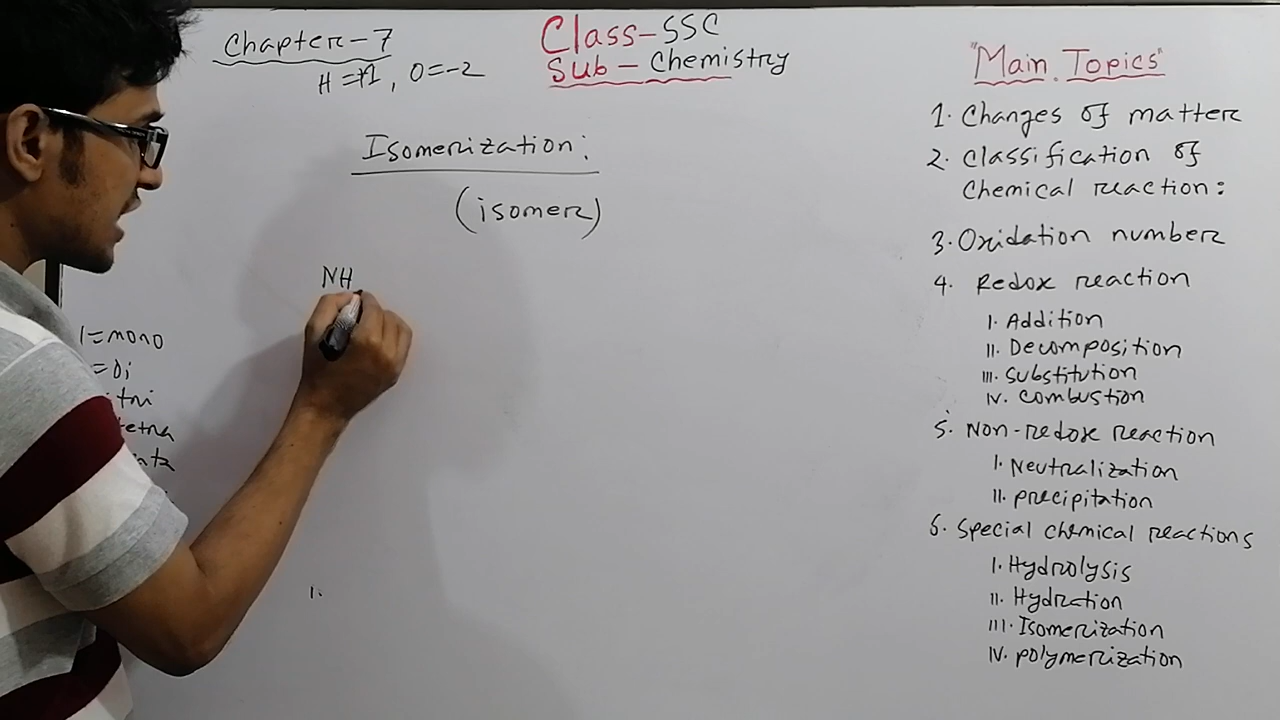 Chapter-7
H=+1, O=-2
Class-SSC
Sub-Chemistry
Isomerization:
(isomer)
NH
1=mono
=Di
tri
1.
"Main Topics"
1. Changes of matter
2. Classification of
Chemical reaction:
3. Oxidation number
4. Redox reaction
I. Addition
II. Decomposition
III. Substitution
IV. Combustion
5. Non-redox reaction
I. Neutralization
II. precipitation
6. Special chemical reactions
I. Hydrolysis
II. Hydration
III. Isomerization
IV. polymerization